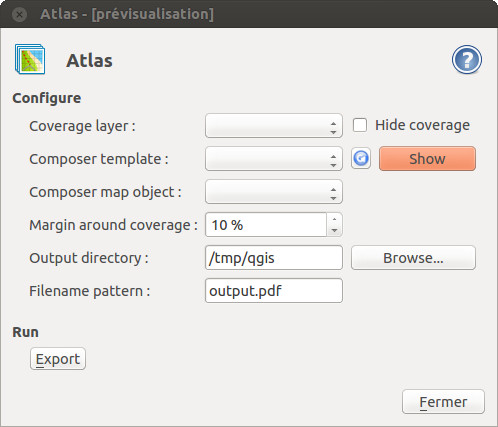 Atlas - [prévisualisation]
Atlas
?
Configure
Coverage layer :
Hide coverage
Composer template :
Show
Composer map object :
Margin around coverage :
10 %
Output directory :
/tmp/qgis
Browse...
Filename pattern :
output.pdf
Run
Export
Fermer